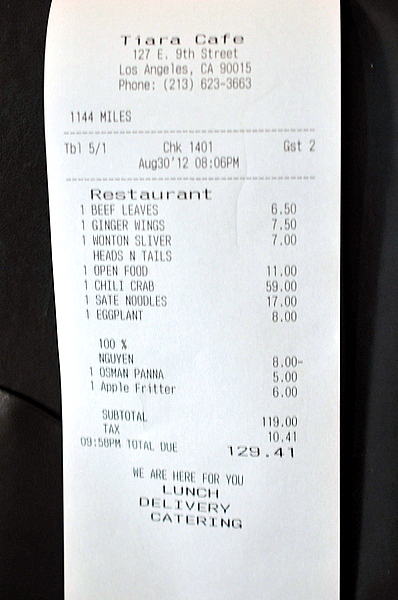 Tiara Cafe
127 E. 9th Street
Los Angeles, CA 90015
Phone: (213) 623-3663
1144 MILES
Tbl 5/1 Chk 1401 Gst 2
Aug30'12 08:06PM
Restaurant
1 BEEF LEAVES 6.50
1 GINGER WINGS 7.50
1 WONTON SLIVER 7.00
HEADS N TAILS
1 OPEN FOOD 11.00
1 CHILI CRAB 59.00
1 SATE NOODLES 17.00
1 EGGPLANT 8.00
100 %
NGUYEN 8.00-
1 OSMAN PANNA 5.00
1 Apple Fritter 6.00
SUBTOTAL 119.00
TAX 10.41
09:58PM TOTAL DUE 129.41
WE ARE HERE FOR YOU
LUNCH
DELIVERY
CATERING